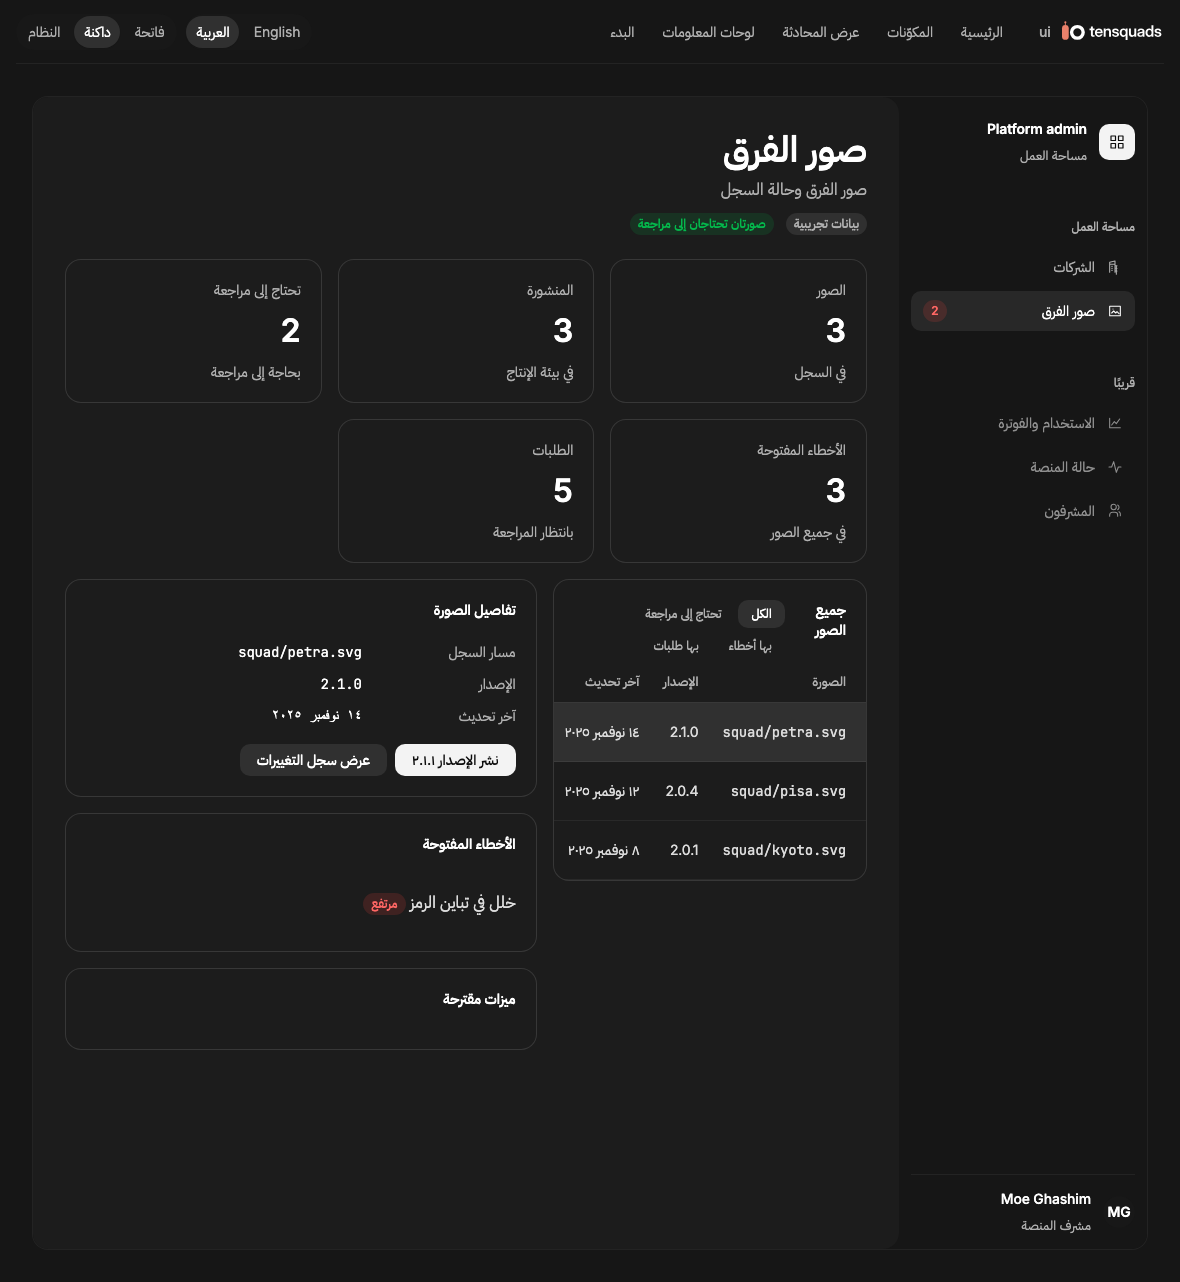 tensquads ui
الرئيسية
المكوّنات
عرض المحادثة
لوحات المعلومات
البدء
English
العربية
فاتحة
داكنة
النظام
Platform admin
مساحة العمل
مساحة العمل
الشركات
صور الفرق 2
قريبًا
الاستخدام والفوترة
حالة المنصة
المشرفون
MG
Moe Ghashim
مشرف المنصة
صور الفرق
صور الفرق وحالة السجل
بيانات تجريبية
صورتان تحتاجان إلى مراجعة
الصور
3
في السجل
المنشورة
3
في بيئة الإنتاج
تحتاج إلى مراجعة
2
بحاجة إلى مراجعة
الأخطاء المفتوحة
3
في جميع الصور
الطلبات
5
بانتظار المراجعة
جميع
الصور
الكل
تحتاج إلى مراجعة
بها أخطاء
بها طلبات
الصورة الإصدار آخر تحديث
squad/petra.svg 2.1.0 ١٤ نوفمبر ٢٠٢٥
squad/pisa.svg 2.0.4 ١٢ نوفمبر ٢٠٢٥
squad/kyoto.svg 2.0.1 ٨ نوفمبر ٢٠٢٥
تفاصيل الصورة
مسار السجل squad/petra.svg
الإصدار 2.1.0
آخر تحديث ١٤ نوفمبر ٢٠٢٥
نشر الإصدار ٢.١.١
عرض سجل التغييرات
الأخطاء المفتوحة
خلل في تباين الرمز مرتفع
ميزات مقترحة